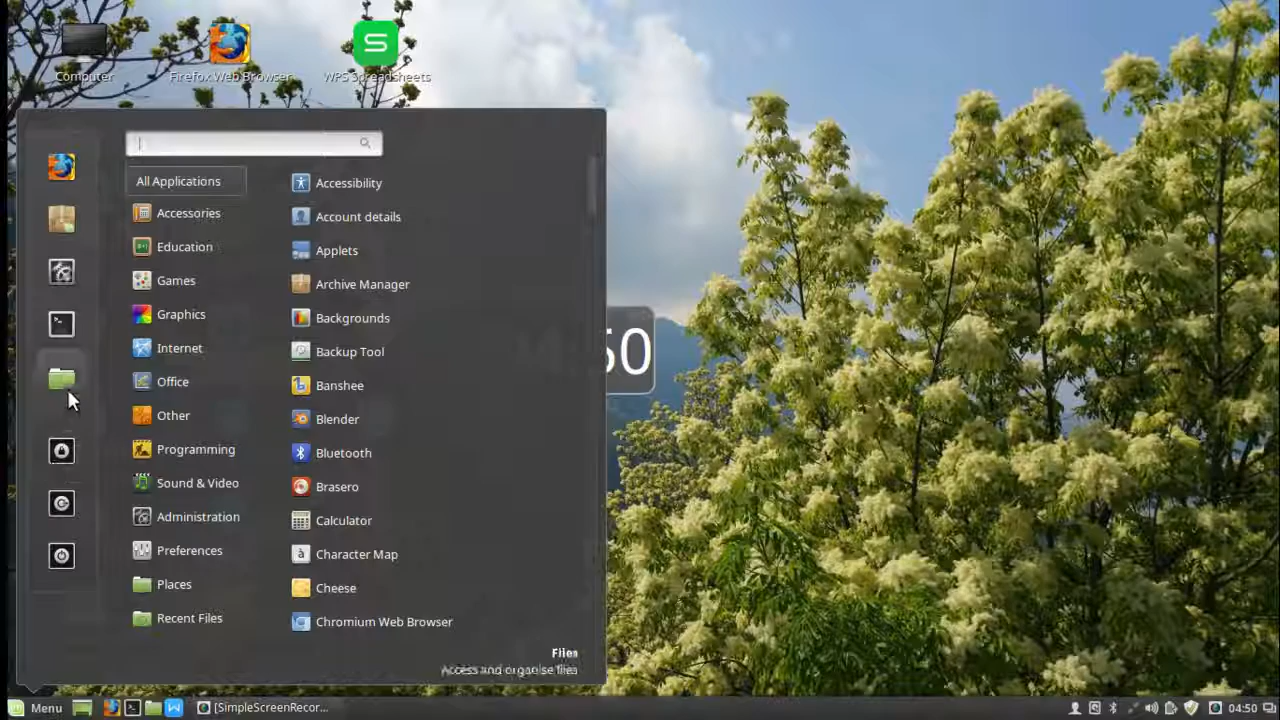 Computer
Firefox Web Browser
WPS Spreadsheets
All Applications
Accessories
Education
Games
Graphics
Internet
Office
Other
Programming
Sound & Video
Administration
Preferences
Places
Recent Files
Accessibility
Account details
Applets
Archive Manager
Backgrounds
Backup Tool
Banshee
Blender
Bluetooth
Brasero
Calculator
Character Map
Cheese
Chromium Web Browser
50
Files
Access and organise files
Menu
[SimpleScreenRecor...
04:50